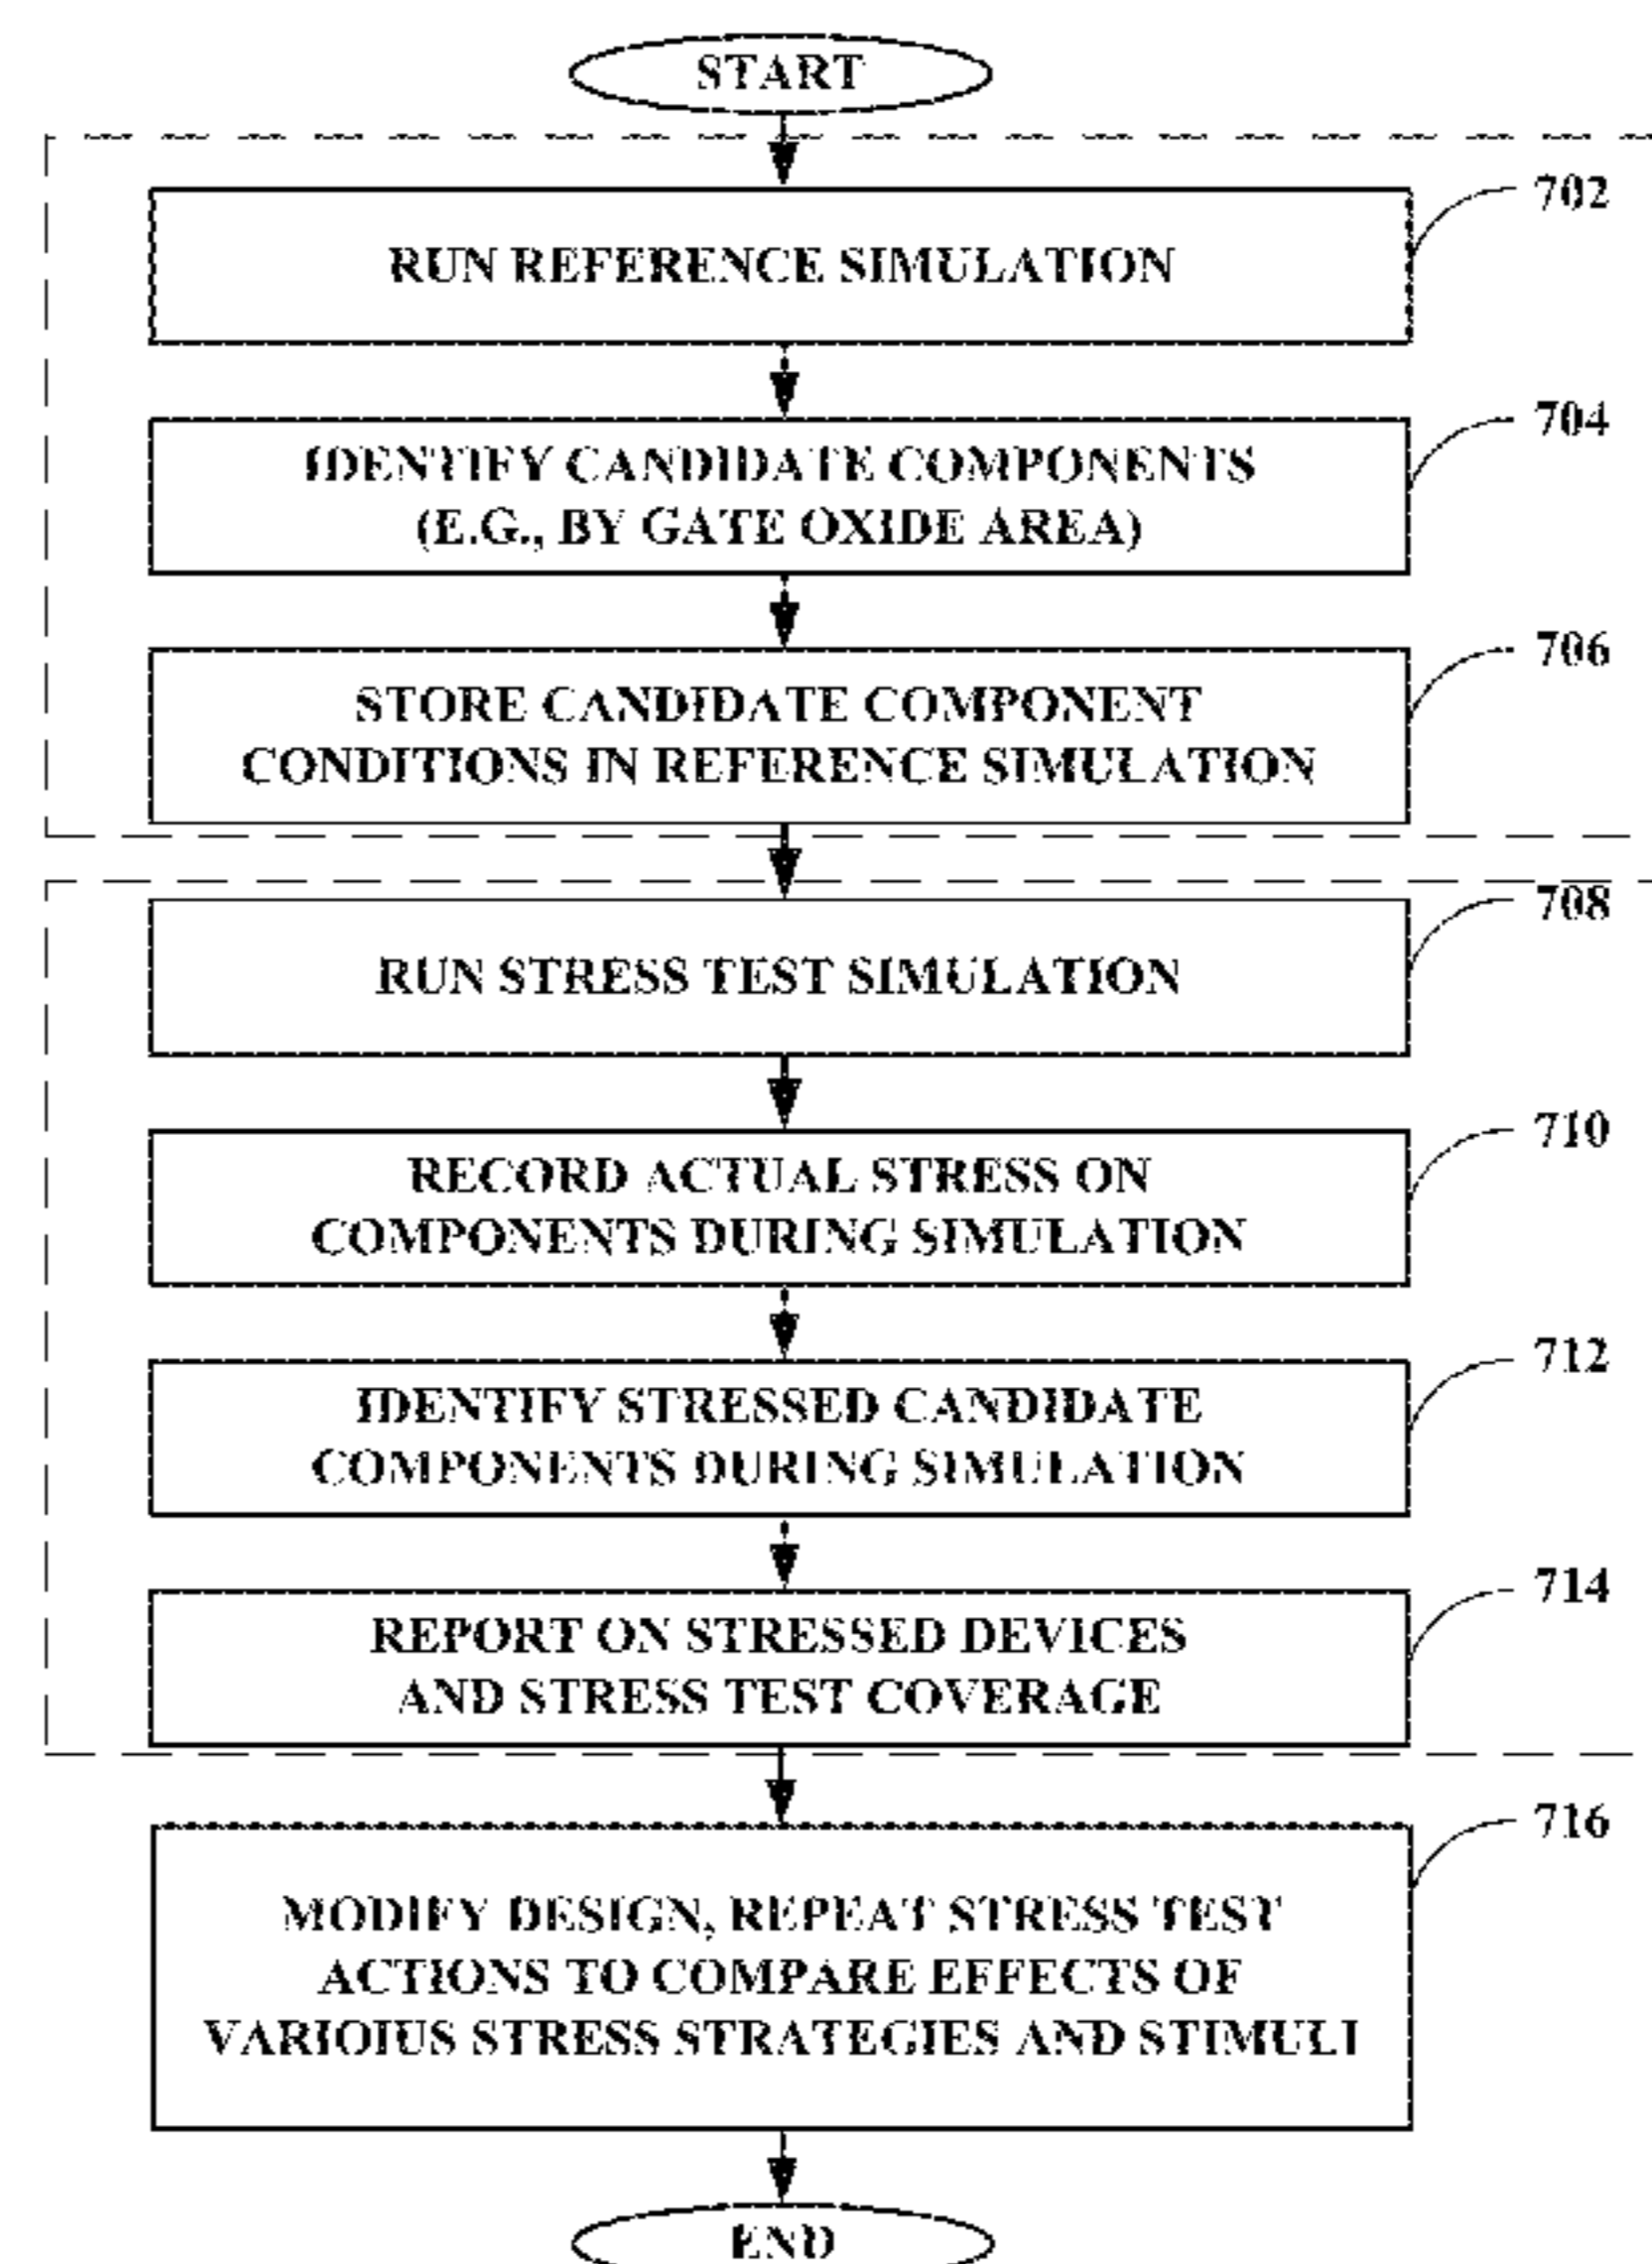 START
702
RUN REFERENCE SIMULATION
704
IDENTIFY CANDIDATE COMPONENTS
(E.G., BY GATE OXIDE AREA)
706
STORE CANDIDATE COMPONENT
CONDITIONS IN REFERENCE SIMULATION
708
RUN STRESS TEST SIMULATION
710
RECORD ACTUAL STRESS ON
COMPONENTS DURING SIMULATION
712
IDENTIFY STRESSED CANDIDATE
COMPONENTS DURING SIMULATION
714
REPORT ON STRESSED DEVICES
AND STRESS TEST COVERAGE
716
MODIFY DESIGN, REPEAT STRESS TEST
ACTIONS TO COMPARE EFFECTS OF
VARIOIUS STRESS STRATEGIES AND STIMULI
END